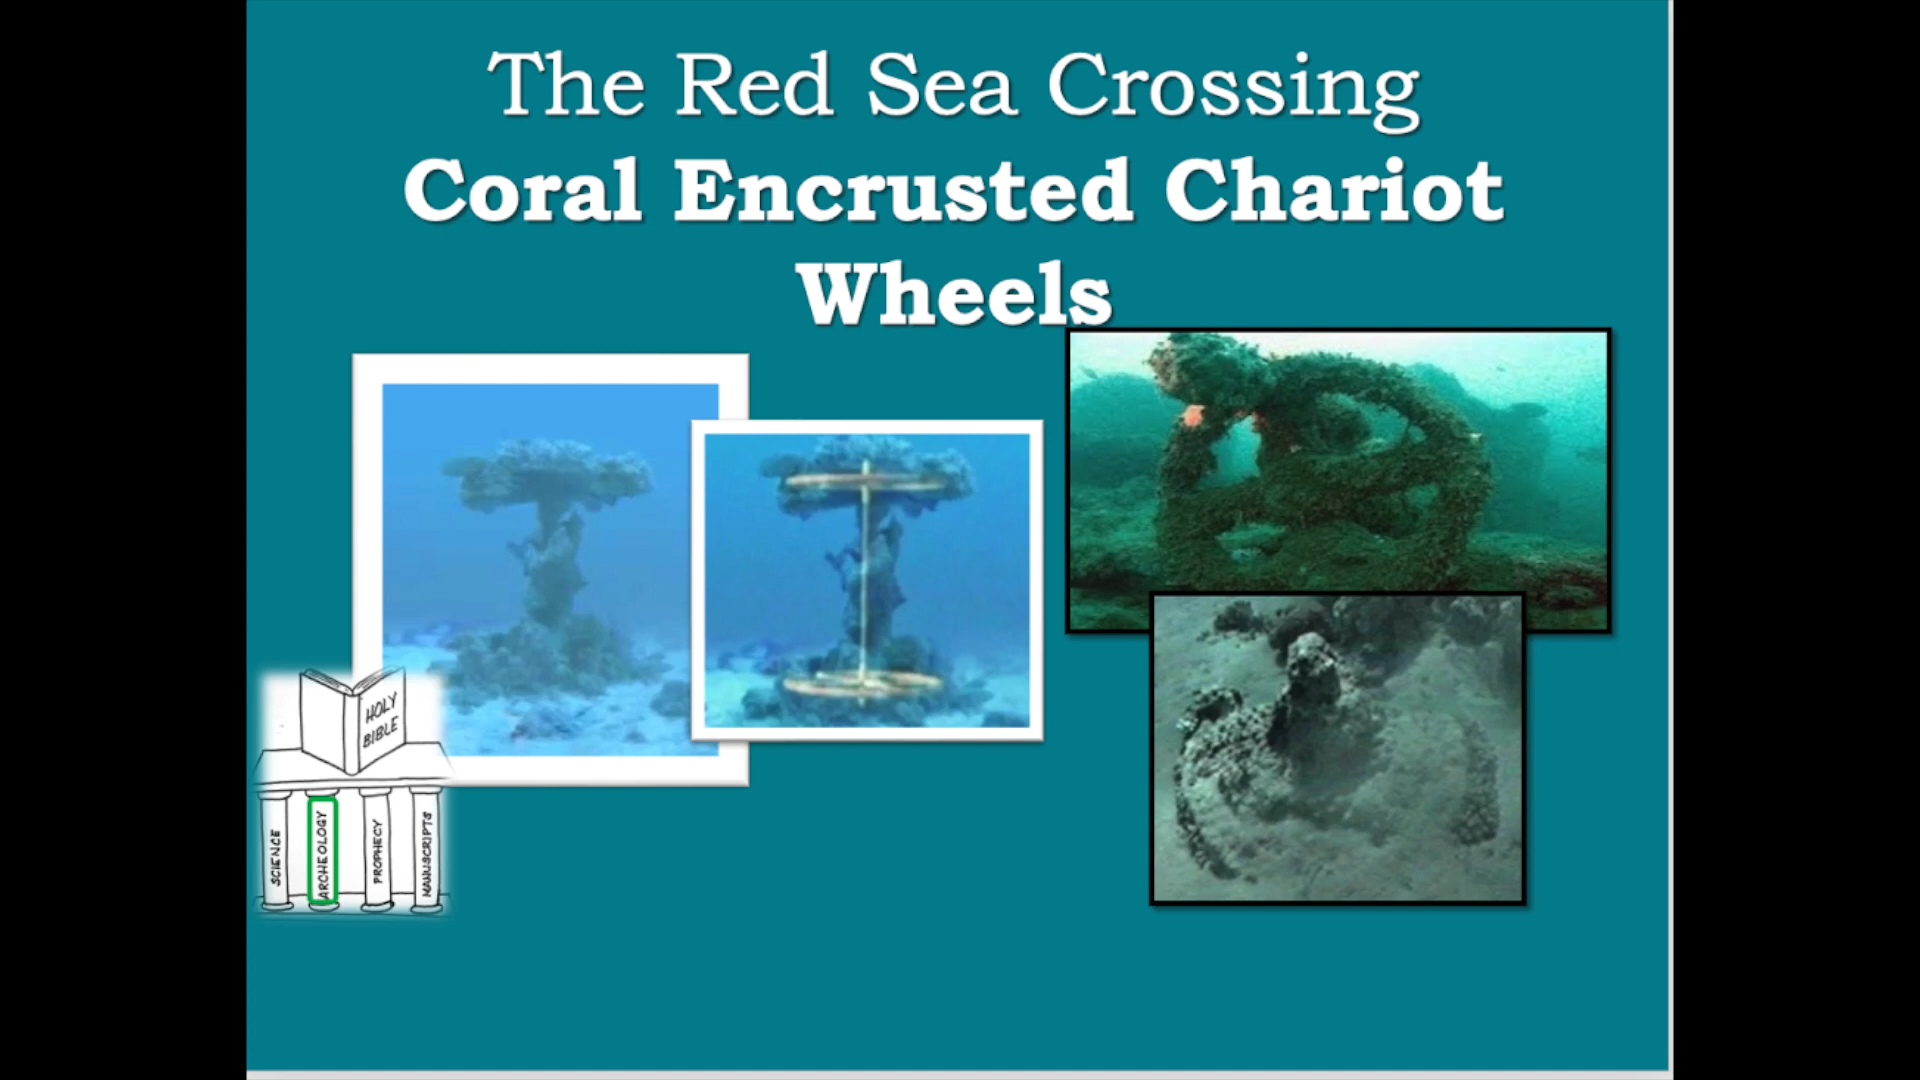 The Red Sea Crossing
Coral Encrusted Chariot
Wheels
HOLY
BIBLE
SCIENCE
ARCHEOLOGY
PROPHECY
MANUSCRIPTS